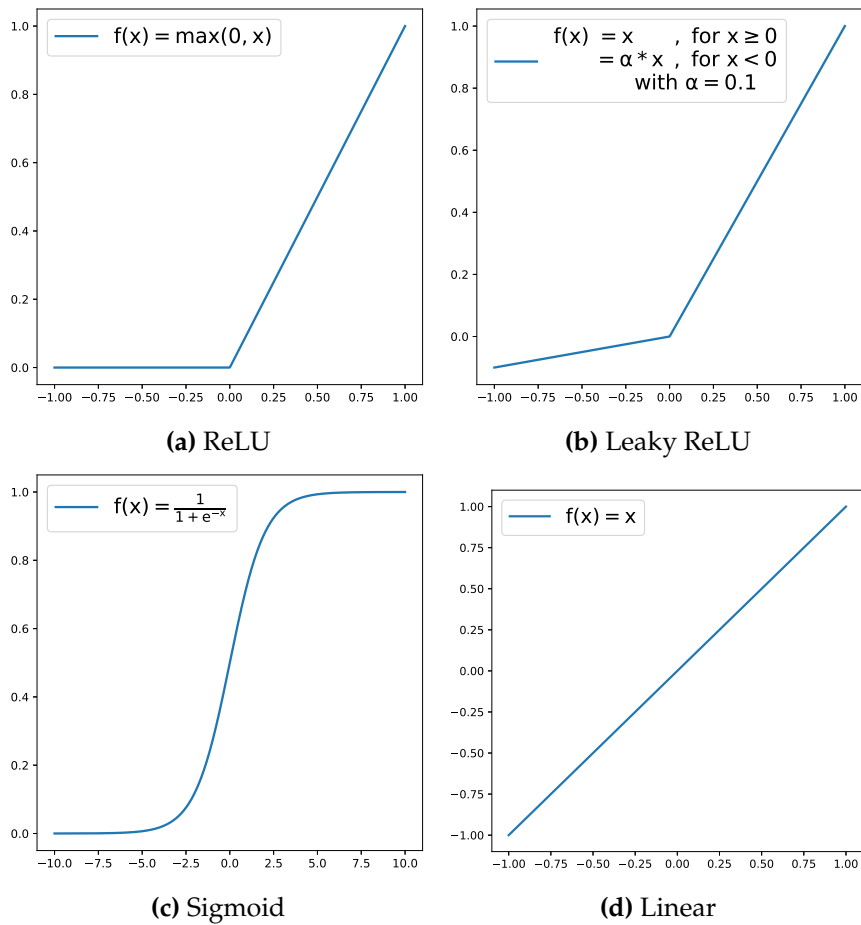 f(x) = max(0, x)
1.0
0.8
0.6
0.4
0.2
0.0
−1.00 −0.75 −0.50 −0.25 0.00 0.25 0.50 0.75 1.00
(a) ReLU
f(x) = x , for x ≥ 0
= α * x , for x < 0
with α = 0.1
1.0
0.8
0.6
0.4
0.2
0.0
−1.00 −0.75 −0.50 −0.25 0.00 0.25 0.50 0.75 1.00
(b) Leaky ReLU
f(x) = 1/(1 + e⁻ˣ)
1.0
0.8
0.6
0.4
0.2
0.0
−10.0 −7.5 −5.0 −2.5 0.0 2.5 5.0 7.5 10.0
(c) Sigmoid
f(x) = x
1.00
0.75
0.50
0.25
0.00
−0.25
−0.50
−0.75
−1.00
−1.00 −0.75 −0.50 −0.25 0.00 0.25 0.50 0.75 1.00
(d) Linear